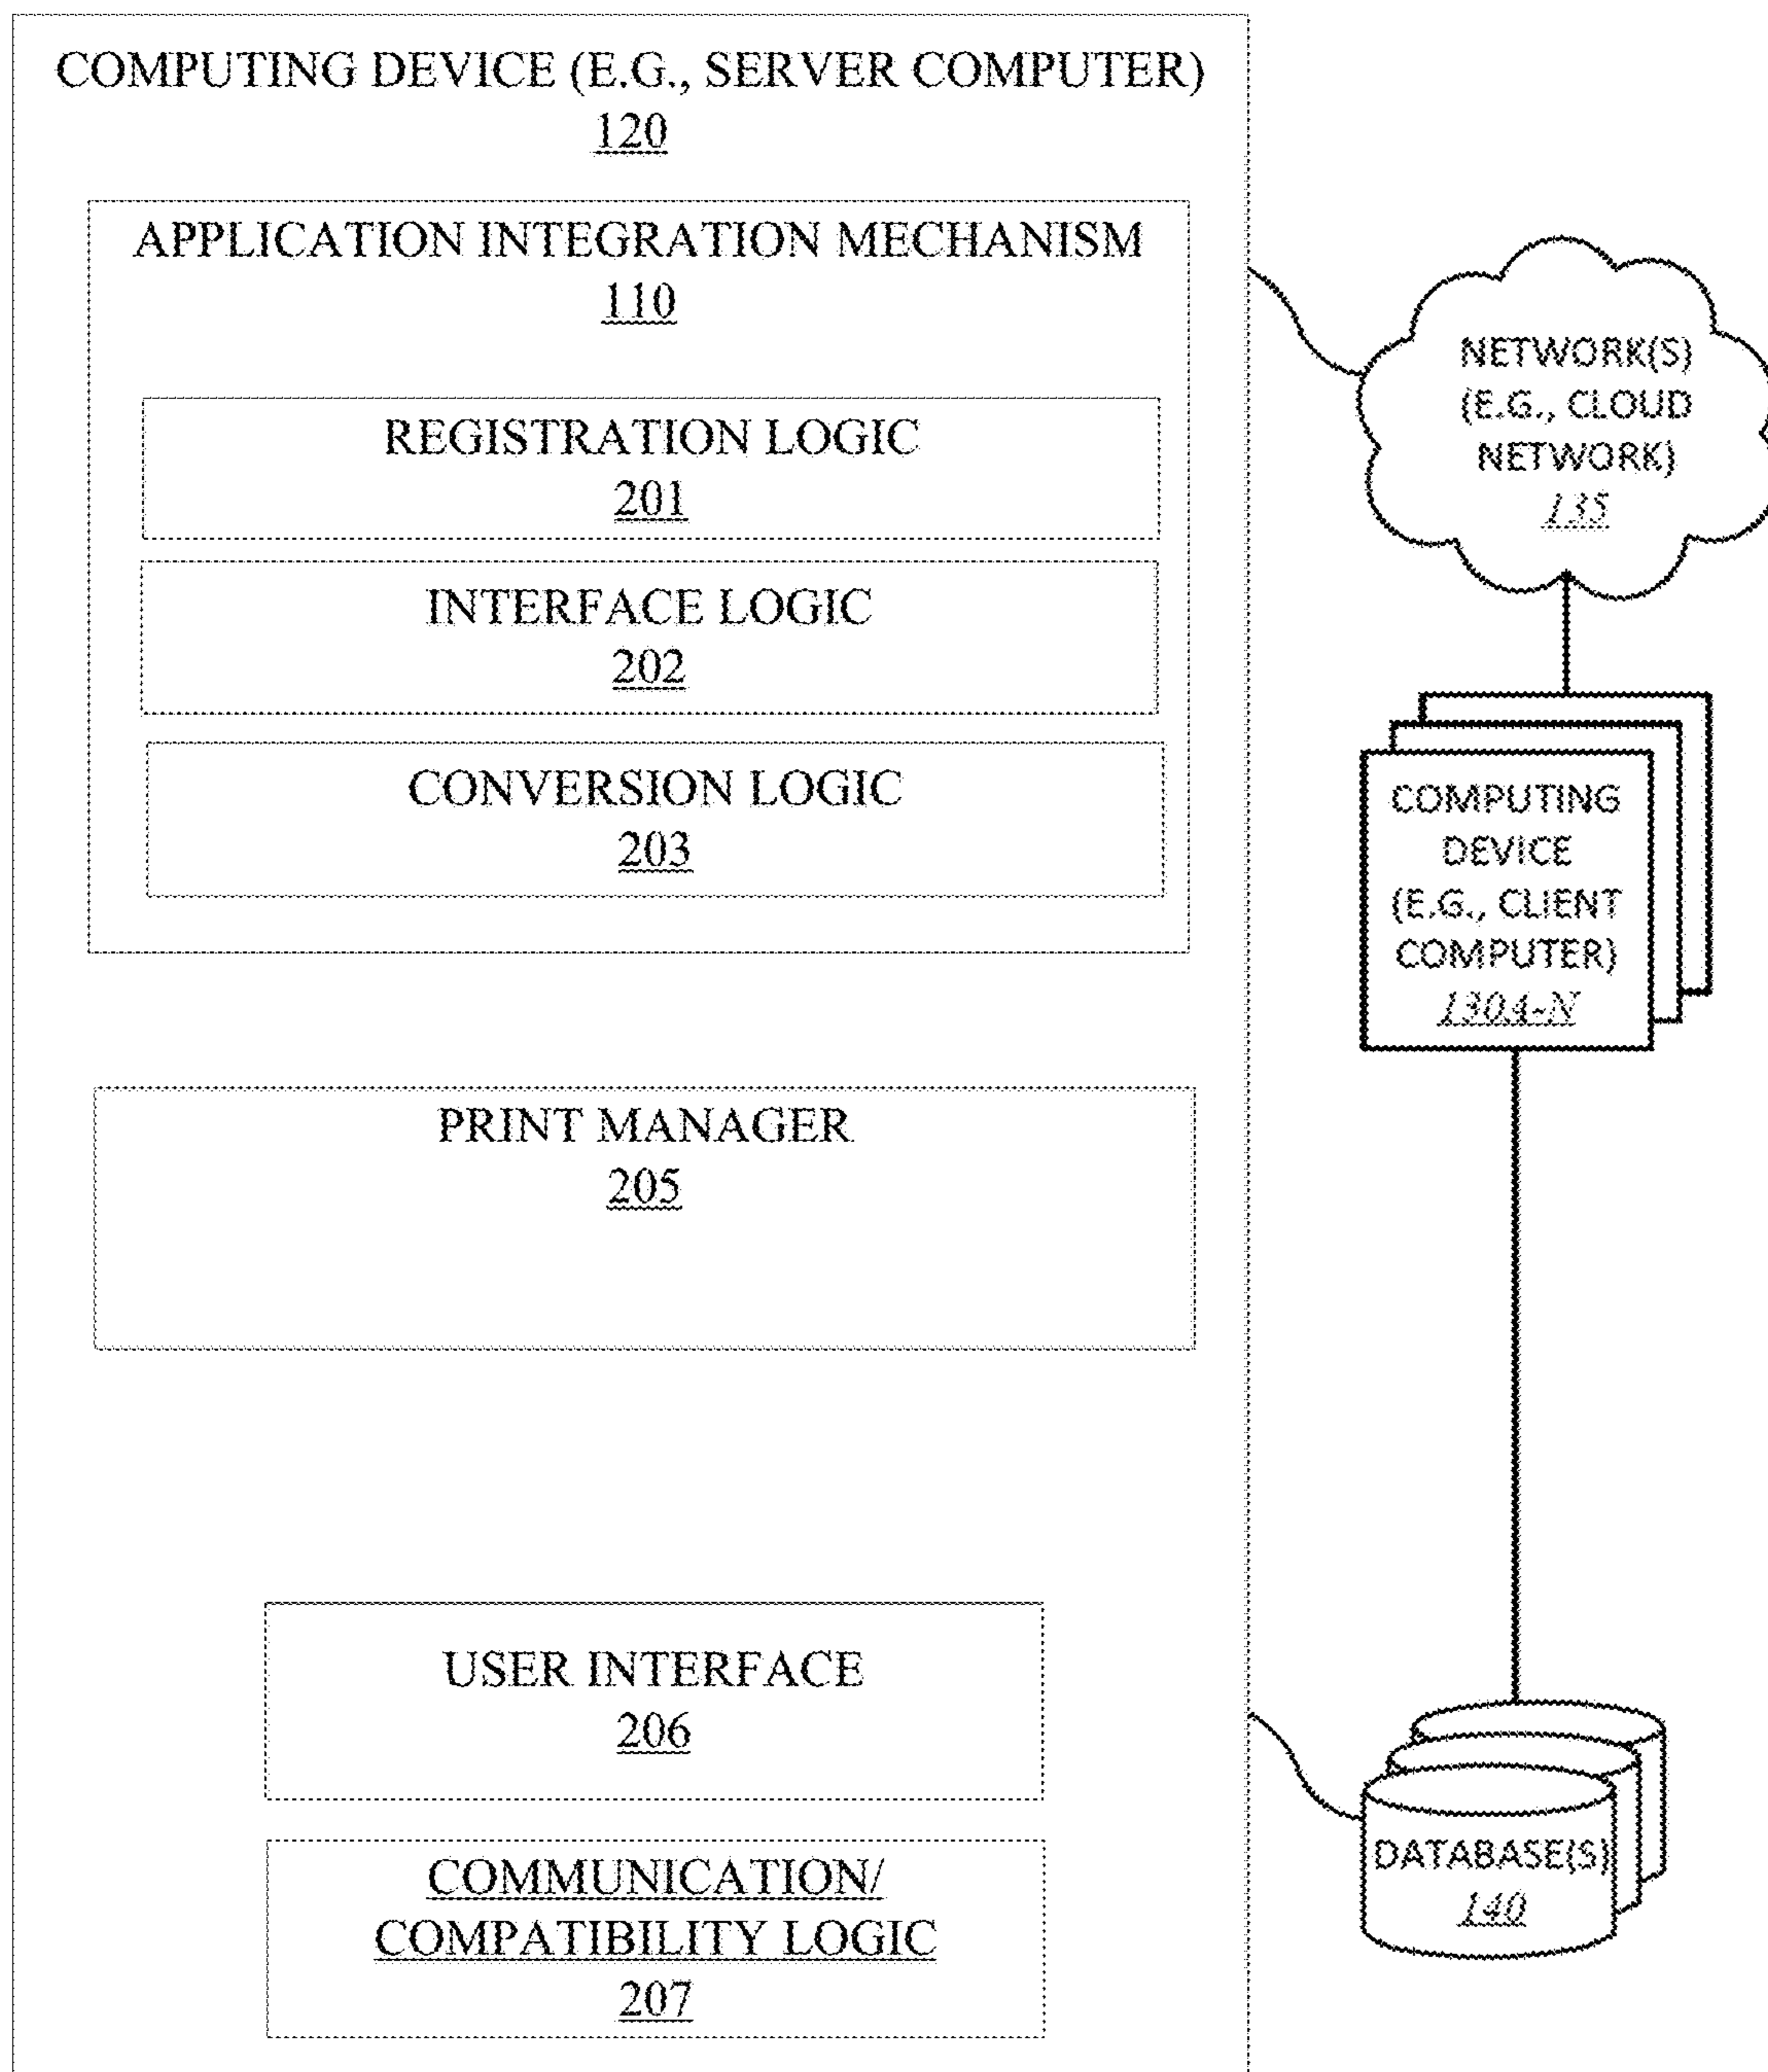 COMPUTING DEVICE (E.G., SERVER COMPUTER)
120
APPLICATION INTEGRATION MECHANISM
110
REGISTRATION LOGIC
201
INTERFACE LOGIC
202
CONVERSION LOGIC
203
PRINT MANAGER
205
USER INTERFACE
206
COMMUNICATION/
COMPATIBILITY LOGIC
207
NETWORK(S)
(E.G., CLOUD
NETWORK)
135
COMPUTING
DEVICE
(E.G., CLIENT
COMPUTER)
130A-N
DATABASE(S)
140